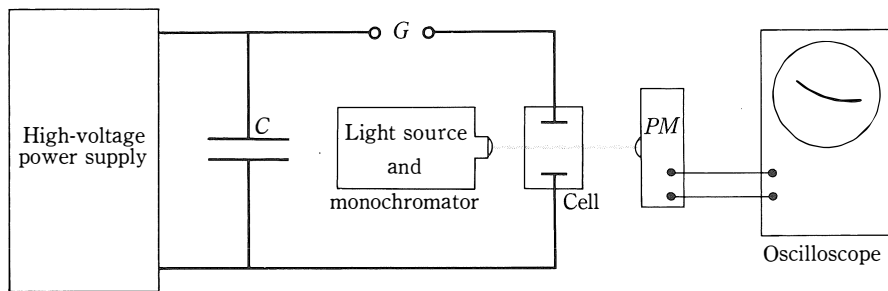 G
C
High-voltage
power supply
Light source
and
monochromator
PM
Cell
Oscilloscope